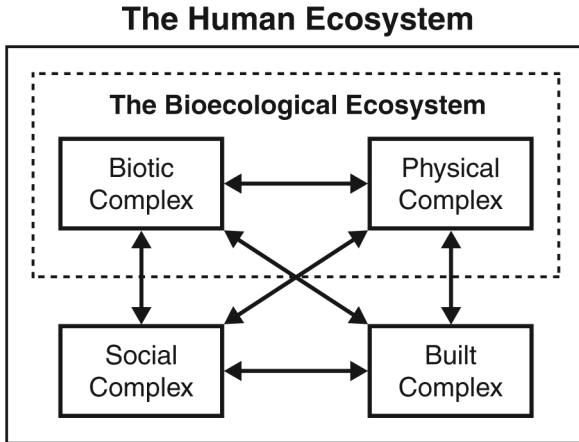 The Human Ecosystem
The Bioecological Ecosystem
Biotic
Complex
Physical
Complex
Social
Complex
Built
Complex